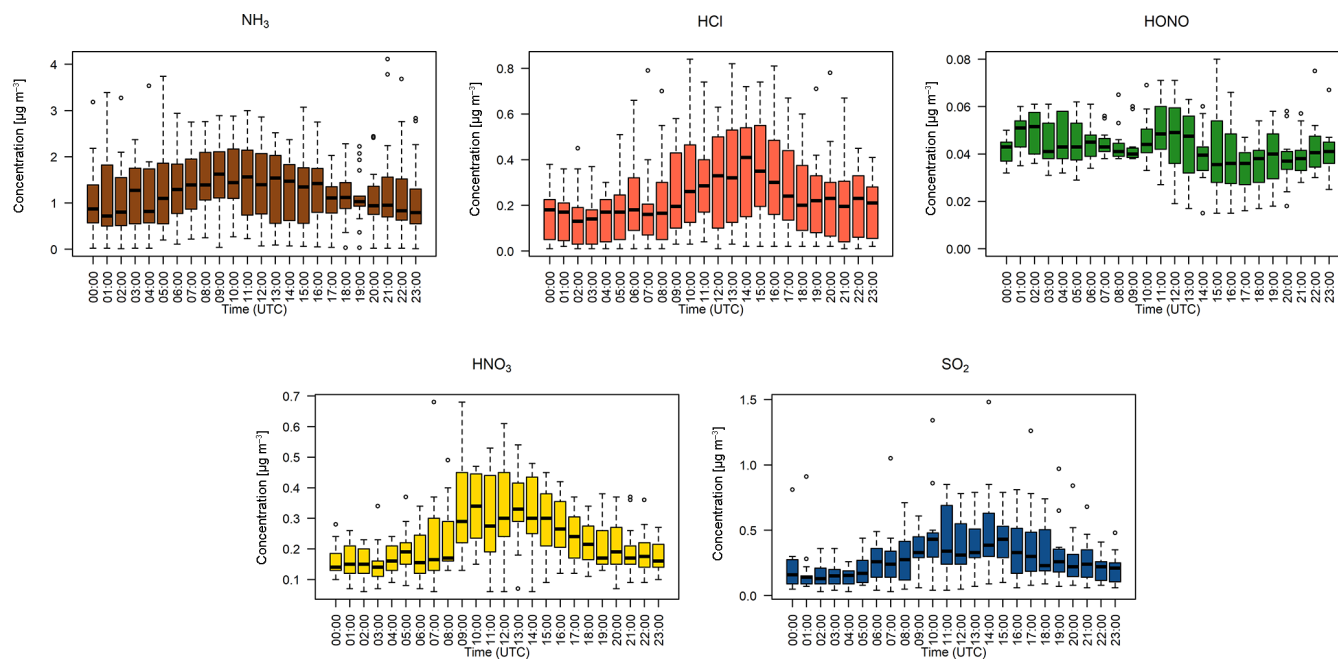 NH₃
Concentration [µg m⁻³]
4
3
2
1
0
00:00 01:00 02:00 03:00 04:00 05:00 06:00 07:00 08:00 09:00 10:00 11:00 12:00 13:00 14:00 15:00 16:00 17:00 18:00 19:00 20:00 21:00 22:00 23:00
Time (UTC)
HCl
Concentration [µg m⁻³]
0.8
0.6
0.4
0.2
0.0
00:00 01:00 02:00 03:00 04:00 05:00 06:00 07:00 08:00 09:00 10:00 11:00 12:00 13:00 14:00 15:00 16:00 17:00 18:00 19:00 20:00 21:00 22:00 23:00
Time (UTC)
HONO
Concentration [µg m⁻³]
0.08
0.06
0.04
0.02
0.00
00:00 01:00 02:00 03:00 04:00 05:00 06:00 07:00 08:00 09:00 10:00 11:00 12:00 13:00 14:00 15:00 16:00 17:00 18:00 19:00 20:00 21:00 22:00 23:00
Time (UTC)
HNO₃
Concentration [µg m⁻³]
0.7
0.6
0.5
0.4
0.3
0.2
0.1
00:00 01:00 02:00 03:00 04:00 05:00 06:00 07:00 08:00 09:00 10:00 11:00 12:00 13:00 14:00 15:00 16:00 17:00 18:00 19:00 20:00 21:00 22:00 23:00
Time (UTC)
SO₂
Concentration [µg m⁻³]
1.5
1.0
0.5
0.0
00:00 01:00 02:00 03:00 04:00 05:00 06:00 07:00 08:00 09:00 10:00 11:00 12:00 13:00 14:00 15:00 16:00 17:00 18:00 19:00 20:00 21:00 22:00 23:00
Time (UTC)